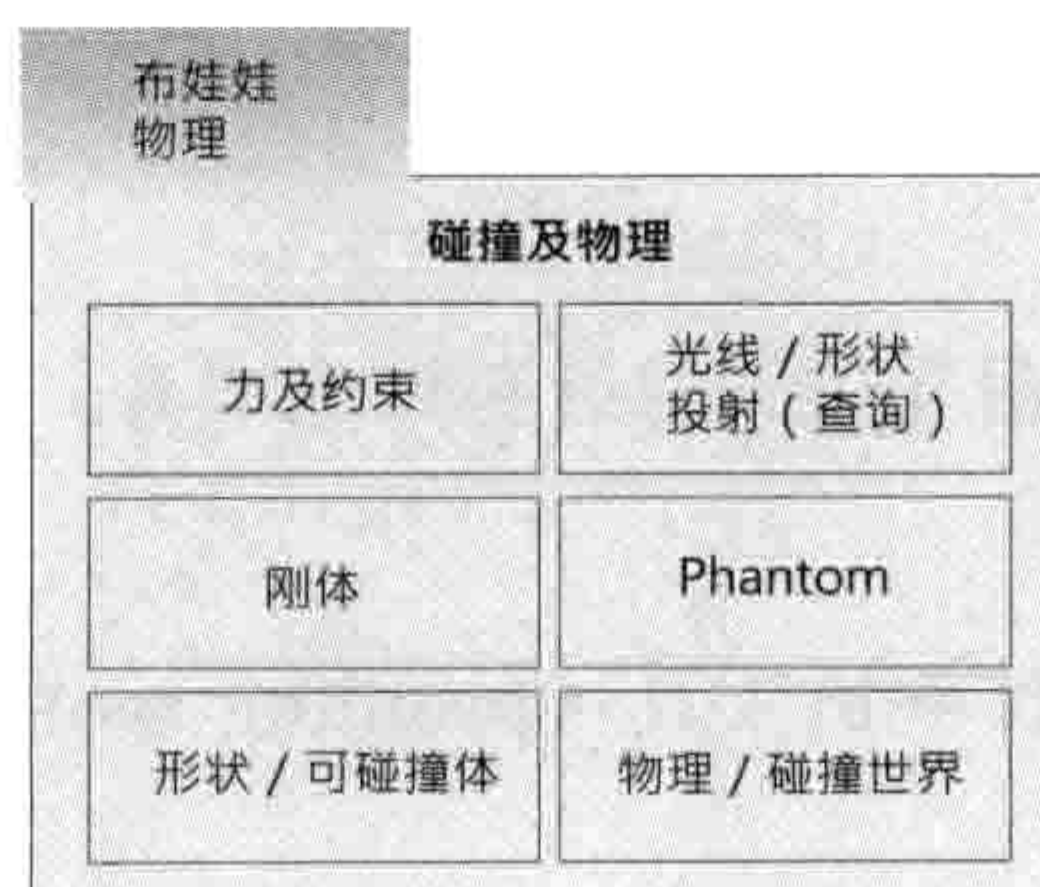 布娃娃
物理
碰撞及物理
力及约束
光线 / 形状
投射 ( 查询 )
刚体
Phantom
形状 / 可碰撞体
物理 / 碰撞世界